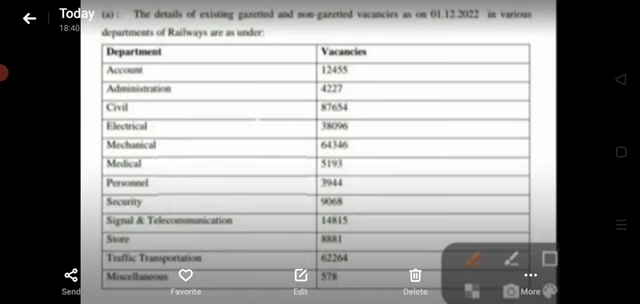 Today
18:40
(a) : The details of existing gazetted and non-gazetted vacancies as on 01.12.2022 in various
departments of Railways are as under:
Department Vacancies
Account 12455
Administration 4227
Civil 87654
Electrical 38096
Mechanical 64346
Medical 5193
Personnel 3944
Security 9068
Signal & Telecommunication 14815
Store 8881
Traffic Transportation 62264
Miscellaneous 578
Send Favorite Edit Delete More